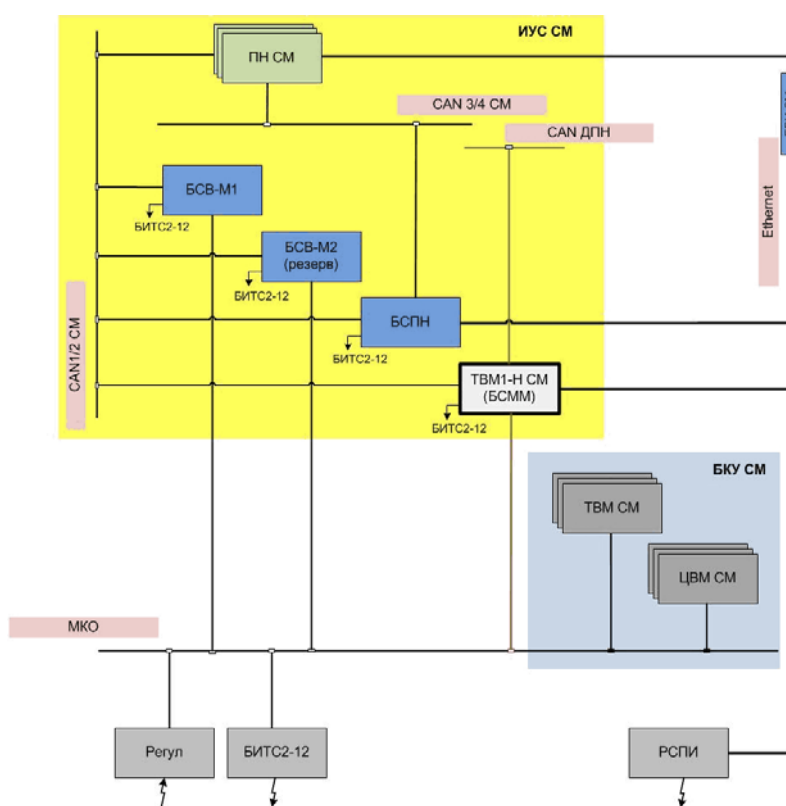 ИУС СМ
ПН СМ
CAN 3/4 СМ
CAN ДПН
Ethernet
БСВ-М1
БИТС2-12
БСВ-М2
(резерв)
БИТС2-12
БСПН
БИТС2-12
CAN1/2 СМ
ТВМ1-Н СМ
(БСММ)
БИТС2-12
БКУ СМ
ТВМ СМ
ЦВМ СМ
МКО
Регул
БИТС2-12
РСПИ